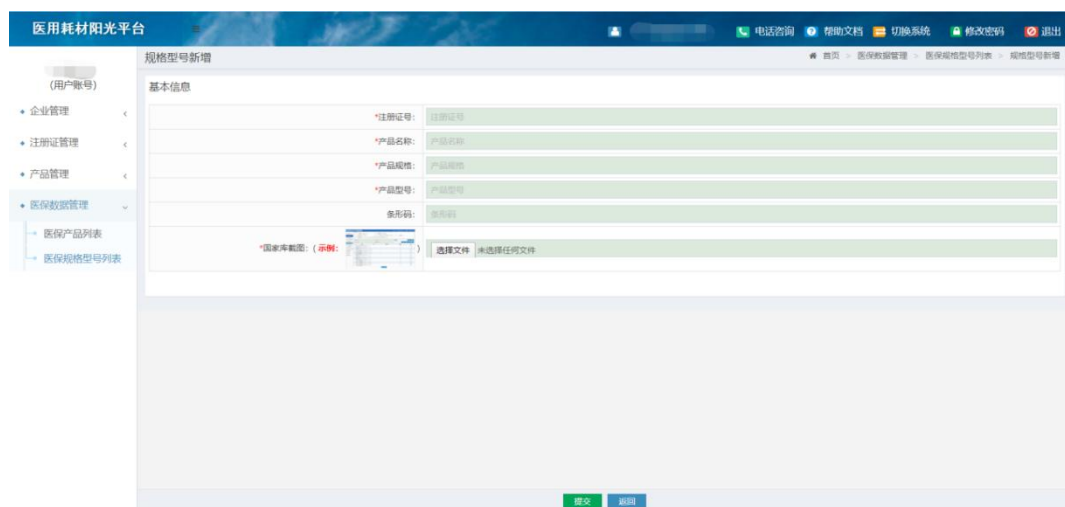 医用耗材阳光平台
电话咨询 帮助文档 切换系统 修改密码 退出
规格型号新增
首页 > 医保数据管理 > 医保规格型号列表 > 规格型号新增
(用户账号)
企业管理
注册证管理
产品管理
医保数据管理
医保产品列表
医保规格型号列表
基本信息
*注册证号: 注册证号
*产品名称: 产品名称
*产品规格: 产品规格
*产品型号: 产品型号
条形码: 条形码
*国家库截图: (示例: ) 选择文件 未选择任何文件
提交 返回